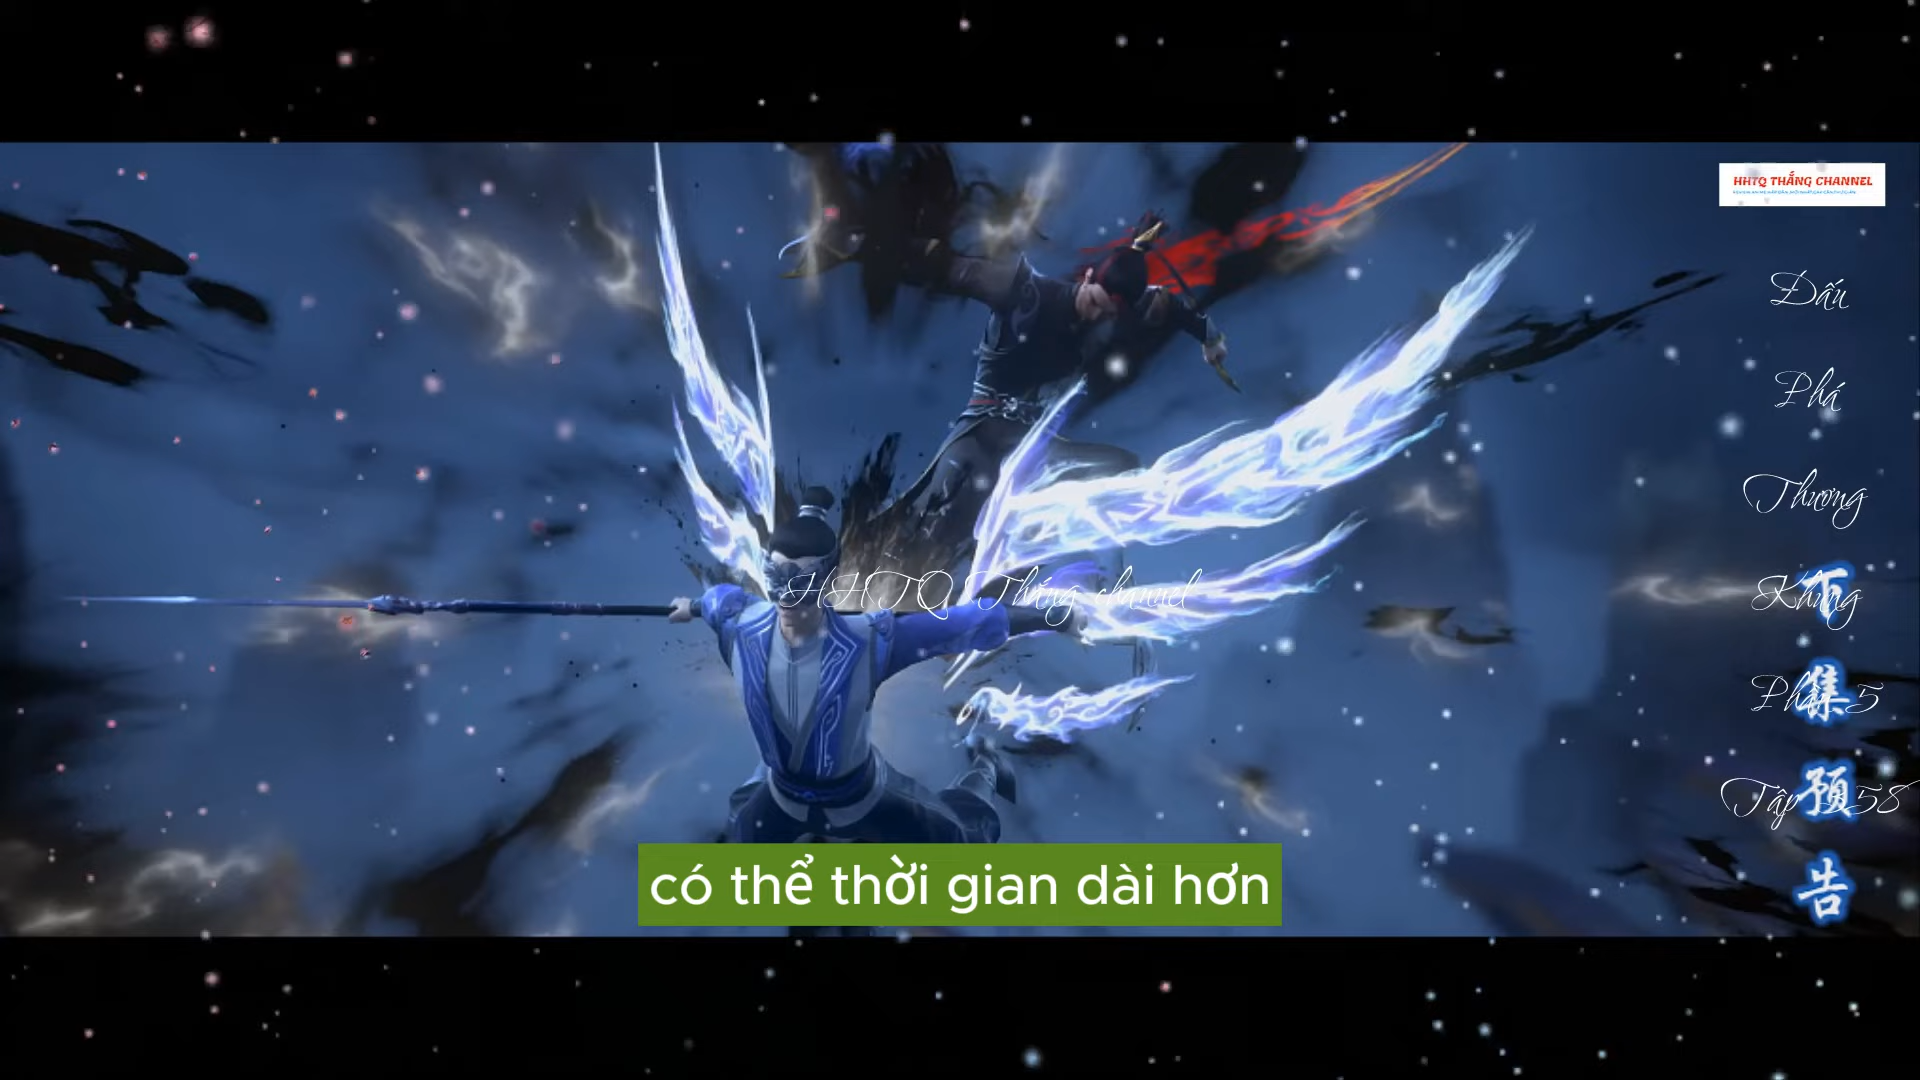 HHTQ THẮNG CHANNEL
Đấu
Phá
Thương
Khung
Phần 5
Tập 158
下
集
預
告
HHTQ Thắng channel
có thể thời gian dài hơn